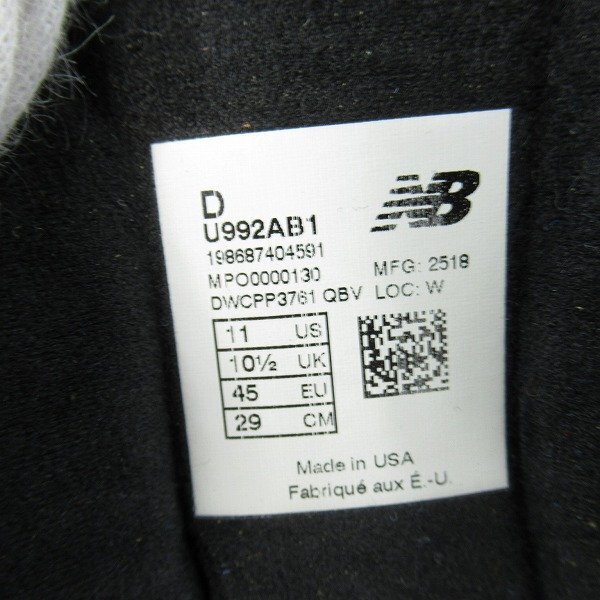 D
NB
U992AB1
198687404591
MPO0000130
MFG: 2518
DWCPP3761 QBV LOC: W
11 US
10½ UK
45 EU
29 CM
Made in USA
Fabriqué aux É.-U.